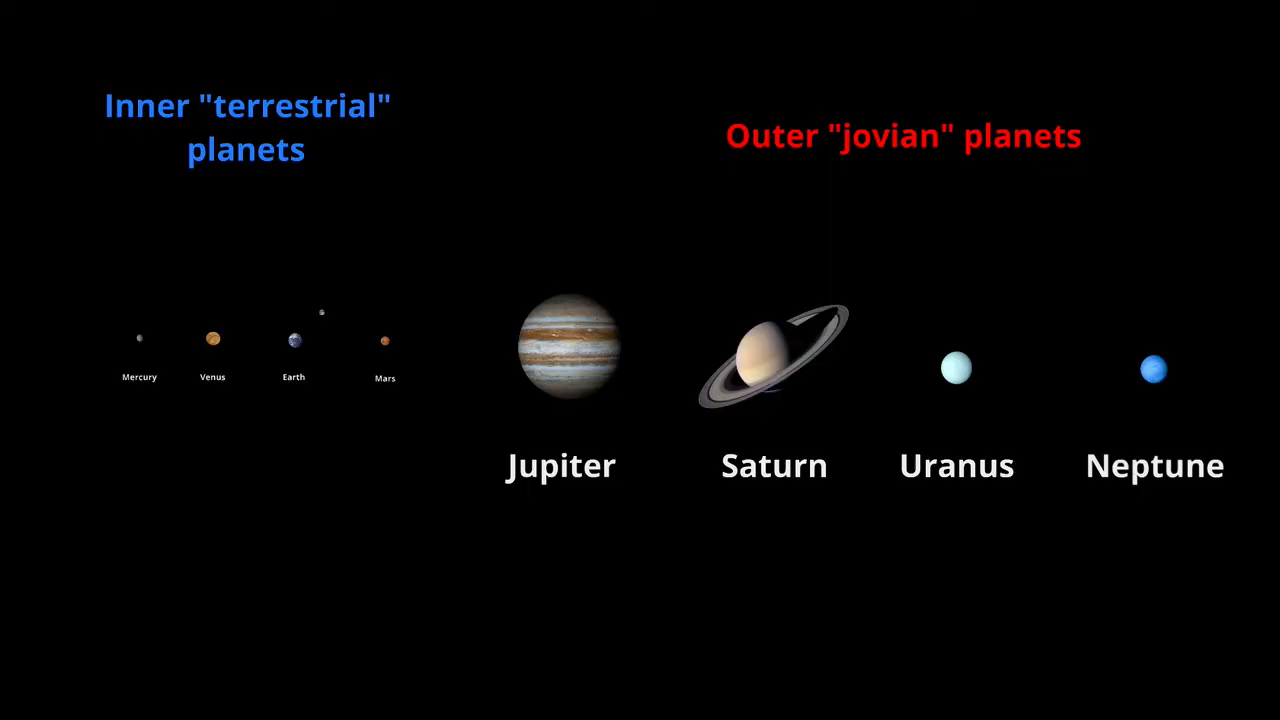 Inner "terrestrial"
planets
Outer "jovian" planets
Mercury
Venus
Earth
Mars
Jupiter
Saturn
Uranus
Neptune